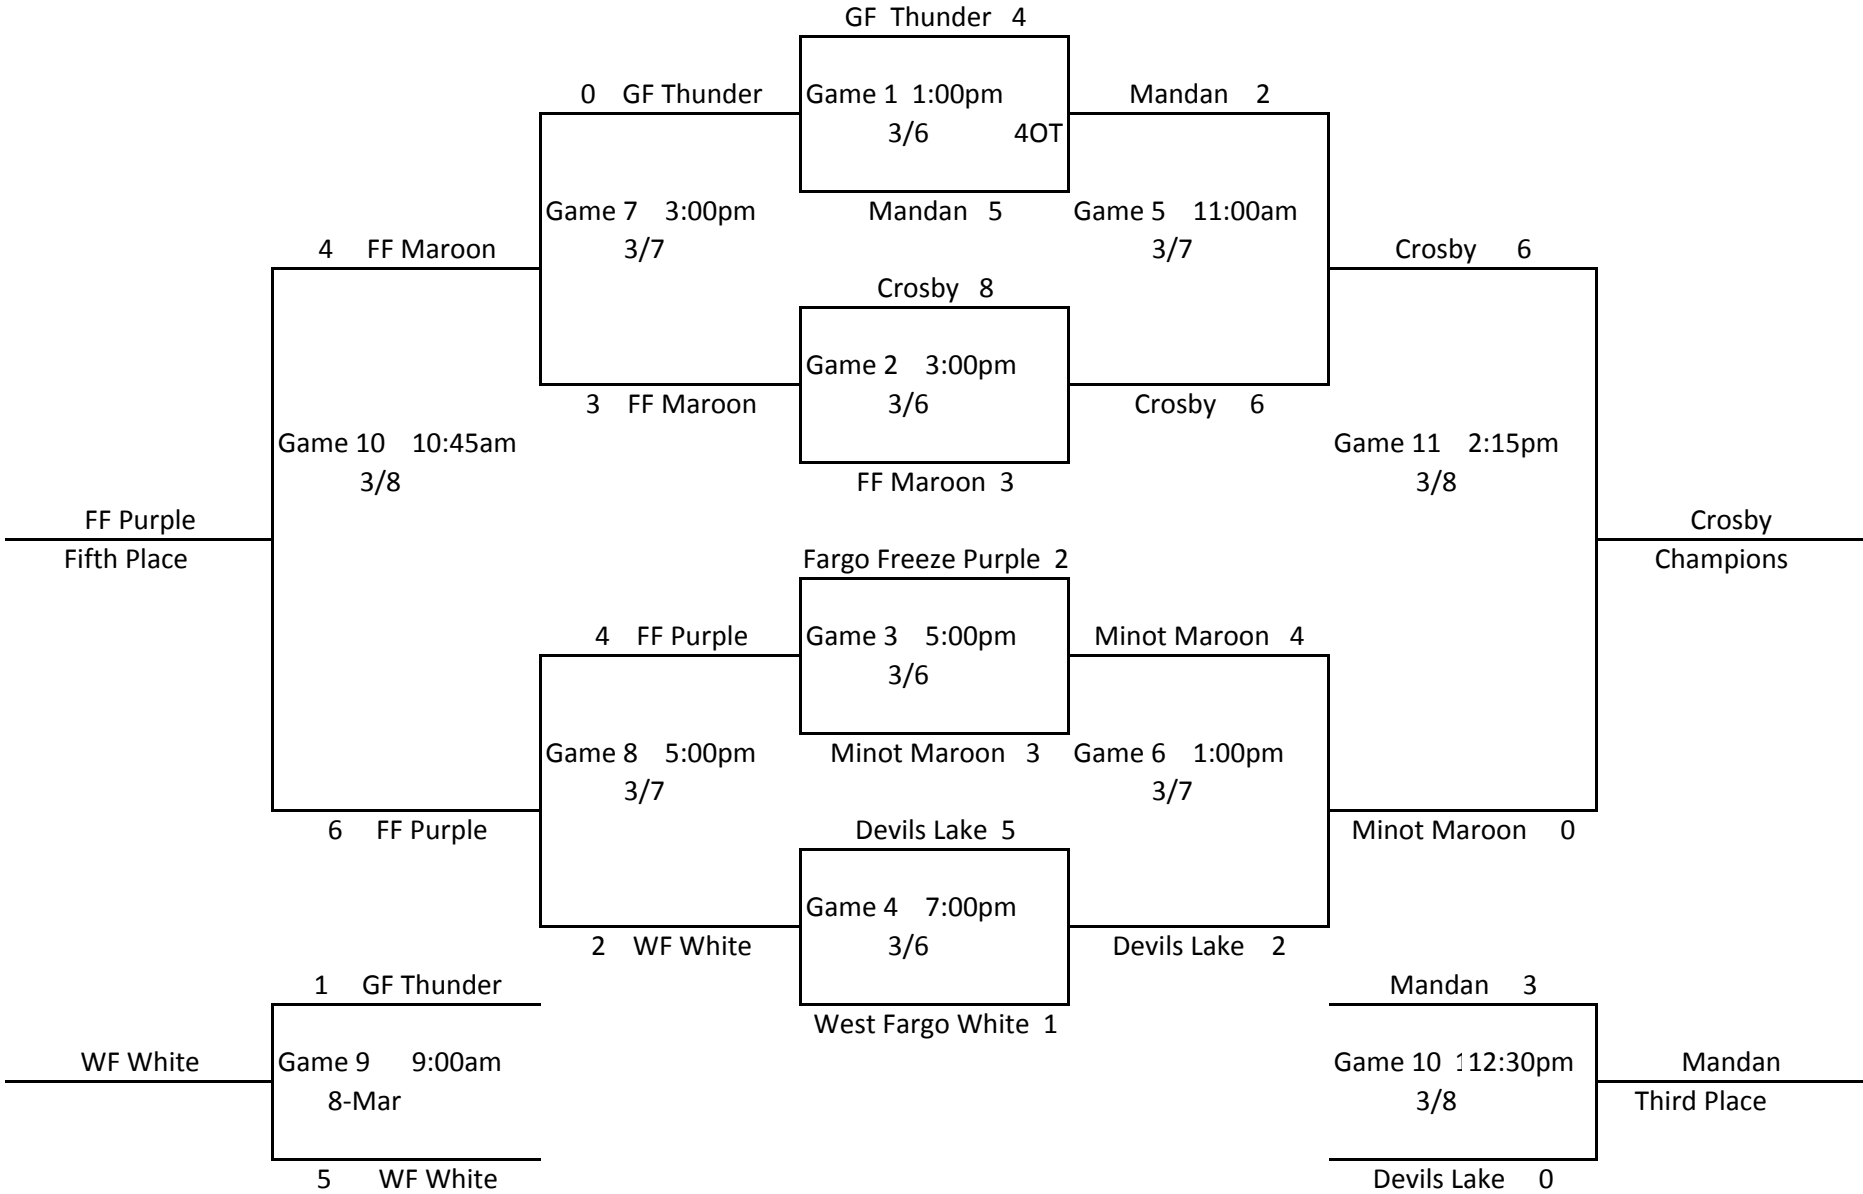 GF Thunder 4
0 GF Thunder Game 1 1:00pm Mandan 2
3/6 4OT
Game 7 3:00pm Mandan 5 Game 5 11:00am
4 FF Maroon 3/7 3/7 Crosby 6
Crosby 8
Game 2 3:00pm
3 FF Maroon 3/6 Crosby 6
Game 10 10:45am Game 11 2:15pm
3/8 FF Maroon 3 3/8
FF Purple Crosby
Fifth Place Fargo Freeze Purple 2 Champions
4 FF Purple Game 3 5:00pm Minot Maroon 4
3/6
Game 8 5:00pm Minot Maroon 3 Game 6 1:00pm
3/7 3/7
6 FF Purple Devils Lake 5 Minot Maroon 0
Game 4 7:00pm
2 WF White 3/6 Devils Lake 2
1 GF Thunder Mandan 3
West Fargo White 1
WF White Game 9 9:00am Game 10 12:30pm Mandan
8-Mar 3/8 Third Place
5 WF White Devils Lake 0